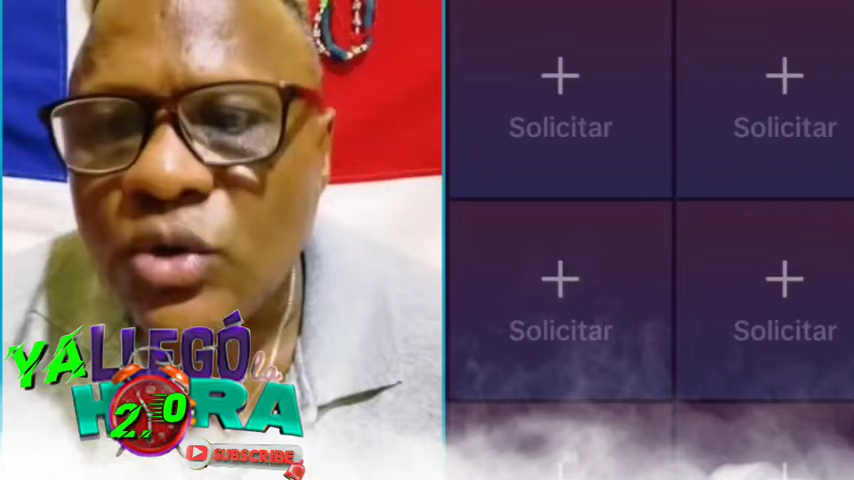 Solicitar
Solicitar
Solicitar
Solicitar
YA LLEGÓ la
HORA
2.0
SUBSCRIBE